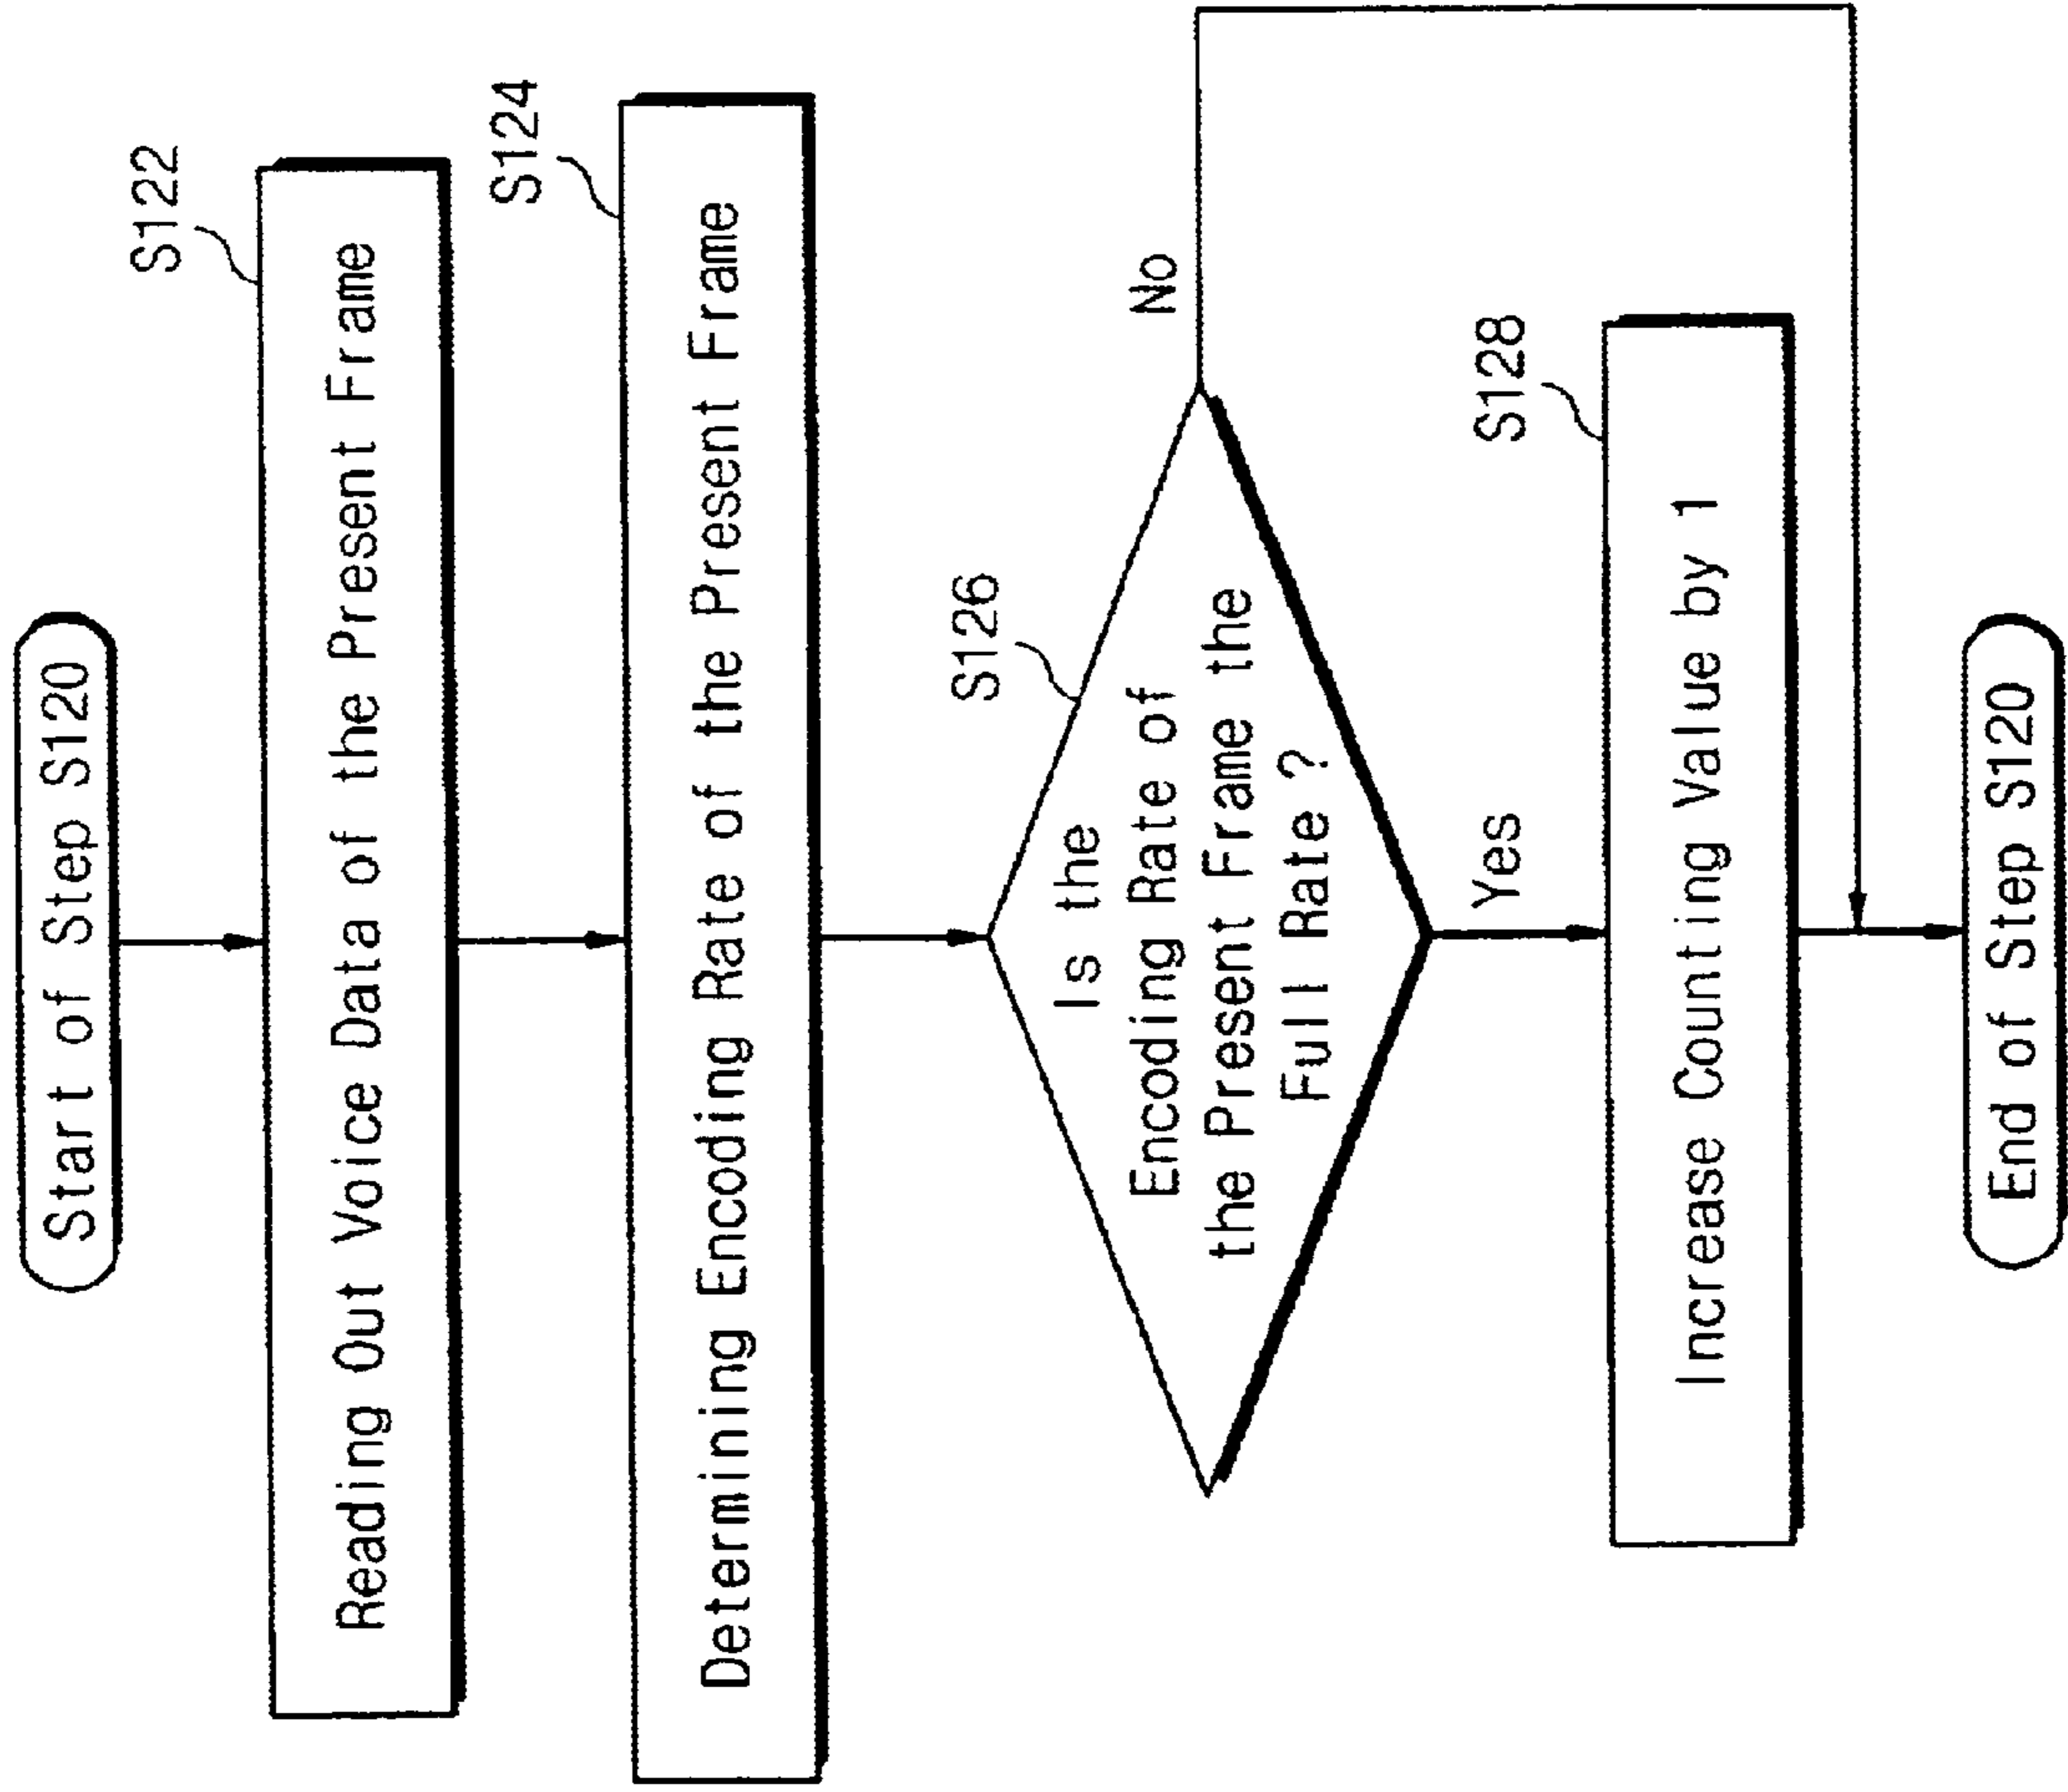 Start of Step S120
S122
Reading Out Voice Data of the Present Frame
S124
Determining Encoding Rate of the Present Frame
S126
Is the
Encoding Rate of
the Present Frame the
Full Rate ?
No
Yes
S128
Increase Counting Value by 1
End of Step S120